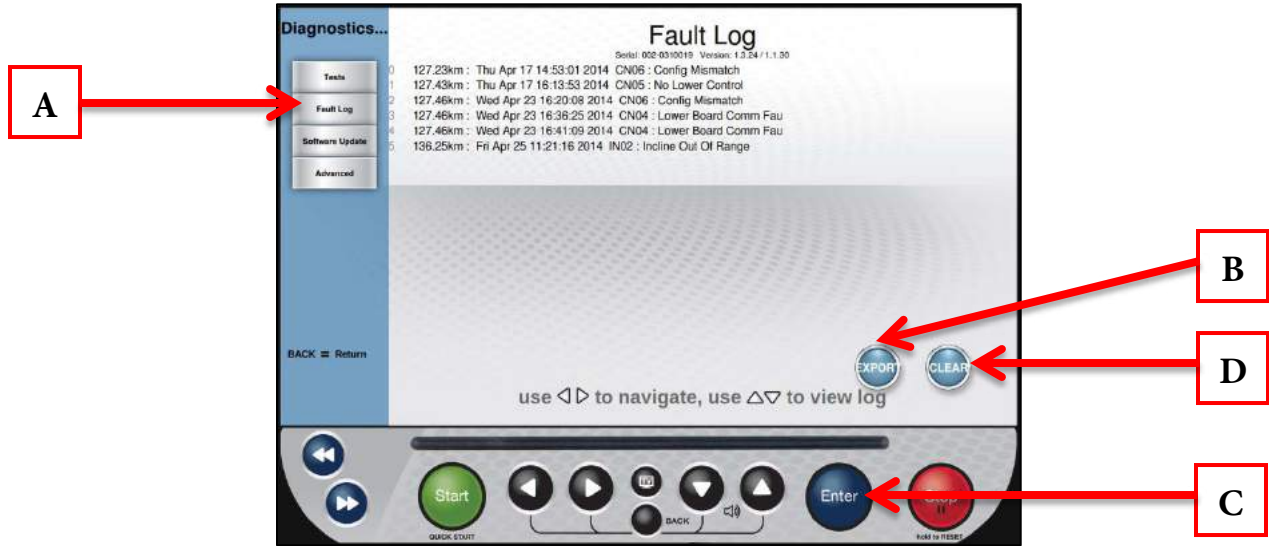 Diagnostics...
Fault Log
Serial: 002-0310019 Version: 1.3.24 / 1.1.30
Tests
Fault Log
Software Update
Advanced
0 127.23km : Thu Apr 17 14:53:01 2014 CN06 : Config Mismatch
1 127.43km : Thu Apr 17 16:13:53 2014 CN05 : No Lower Control
2 127.46km : Wed Apr 23 16:20:08 2014 CN06 : Config Mismatch
3 127.46km : Wed Apr 23 16:36:25 2014 CN04 : Lower Board Comm Fau
4 127.46km : Wed Apr 23 16:41:09 2014 CN04 : Lower Board Comm Fau
5 136.25km : Fri Apr 25 11:21:16 2014 IN02 : Incline Out Of Range
A
B
BACK = Return
EXPORT
CLEAR
D
use ◁ ▷ to navigate, use △▽ to view log
Start
QUICK START
BACK
Enter
Stop
hold to RESET
C